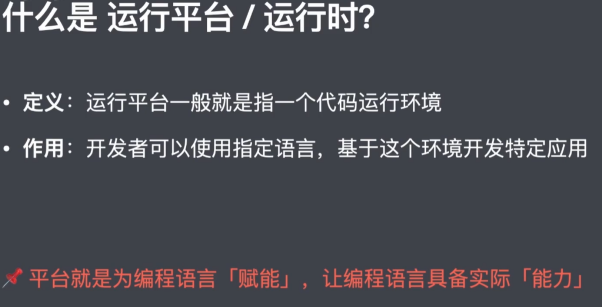 什么是 运行平台 / 运行时?
• 定义：运行平台一般就是指一个代码运行环境
• 作用：开发者可以使用指定语言，基于这个环境开发特定应用
📌 平台就是为编程语言「赋能」，让编程语言具备实际「能力」